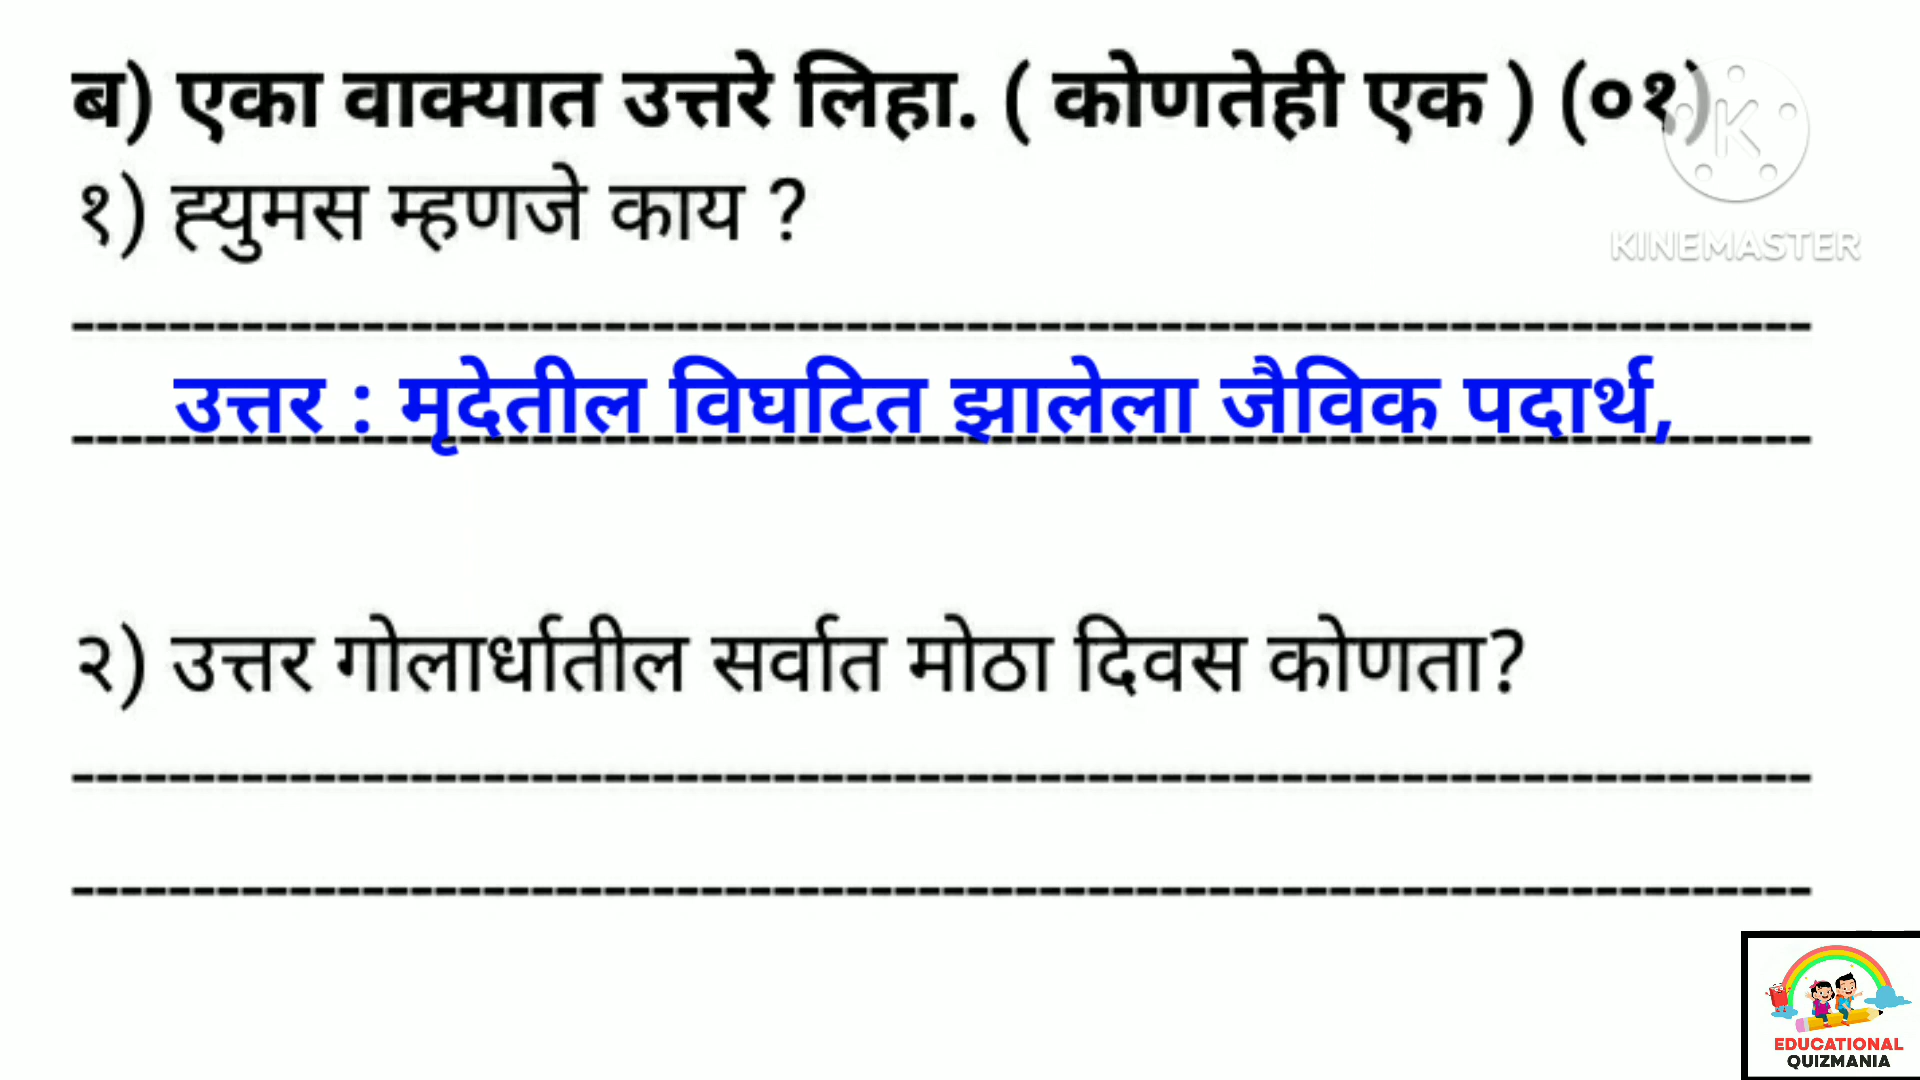 ब) एका वाक्यात उत्तरे लिहा. ( कोणतेही एक ) (०१)
१) ह्युमस म्हणजे काय ?
KINEMASTER
उत्तर : मृदेतील विघटित झालेला जैविक पदार्थ,
२) उत्तर गोलार्धातील सर्वात मोठा दिवस कोणता?
EDUCATIONAL
QUIZMANIA